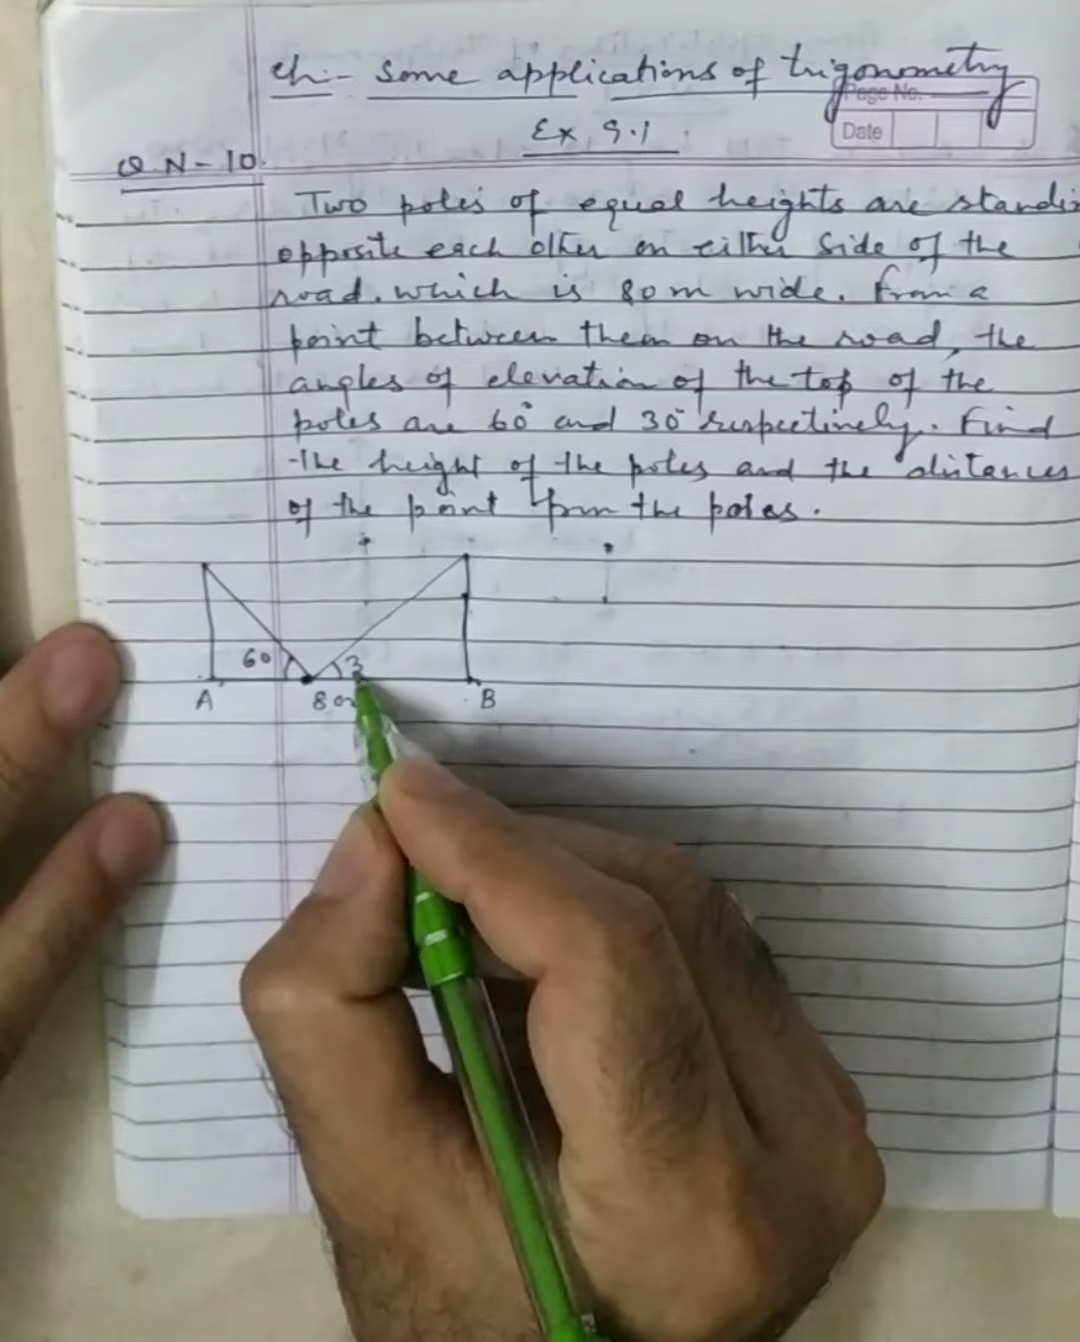 Ch:- Some applications of trigonometry
Page No.
Date
Ex 9.1
Q.N-10.
Two poles of equal heights are standi
opposite each other on either side of the
road. which is 80m wide. From a
point between them on the road, the
angles of elevation of the top of the
poles are 60° and 30° respectively. Find
the height of the poles and the distances
of the point from the poles.
60 3
A 80 B